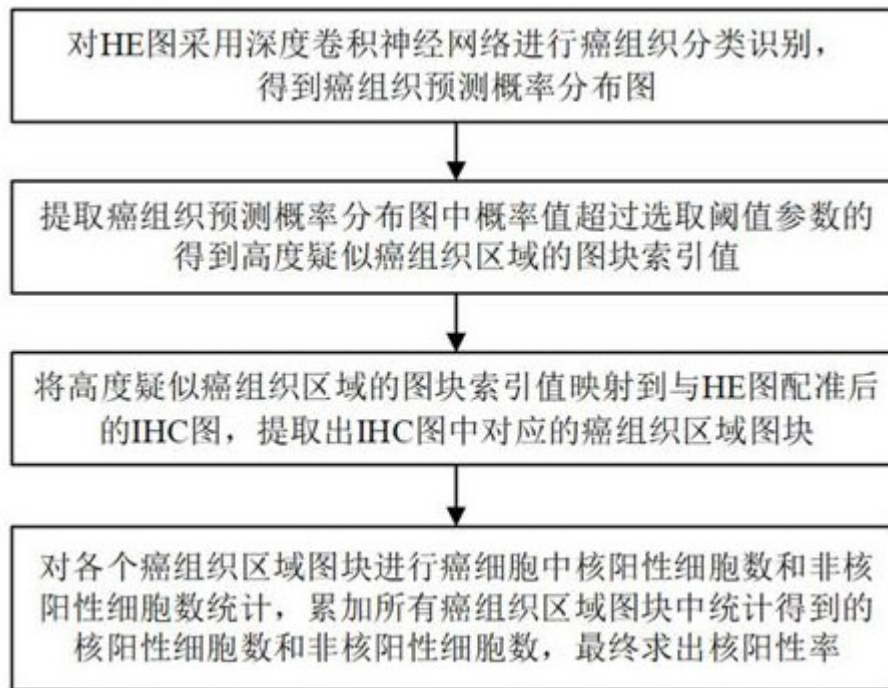 对HE图采用深度卷积神经网络进行癌组织分类识别，
得到癌组织预测概率分布图
提取癌组织预测概率分布图中概率值超过选取阈值参数的
得到高度疑似癌组织区域的图块索引值
将高度疑似癌组织区域的图块索引值映射到与HE图配准后
的IHC图，提取出IHC图中对应的癌组织区域图块
对各个癌组织区域图块进行癌细胞中核阳性细胞数和非核
阳性细胞数统计，累加所有癌组织区域图块中统计得到的
核阳性细胞数和非核阳性细胞数，最终求出核阳性率